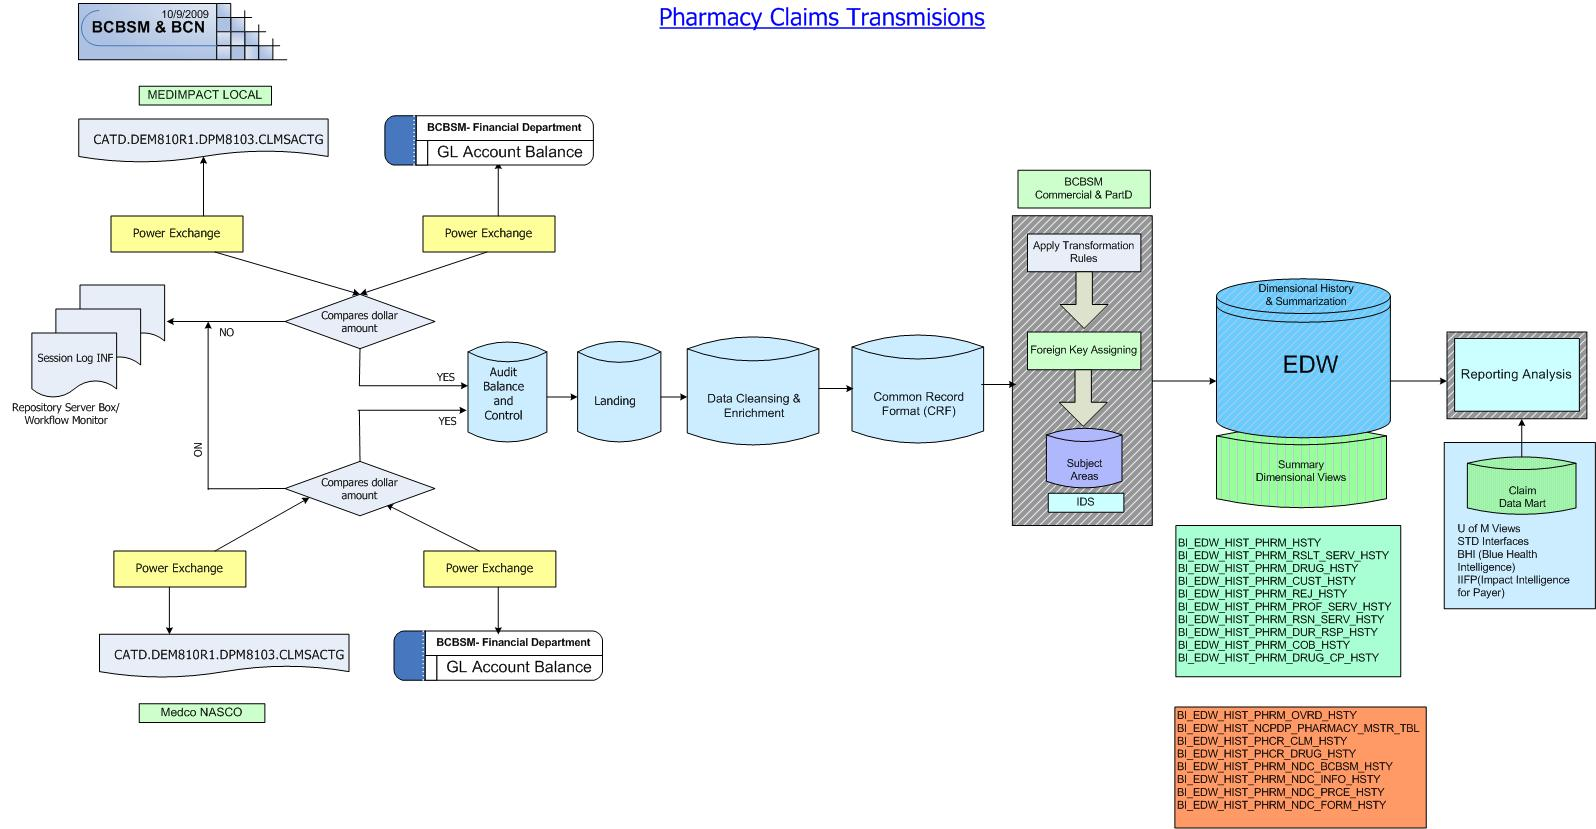 Pharmacy Claims Transmisions
10/9/2009
BCBSM & BCN
MEDIMPACT LOCAL
CATD.DEM810R1.DPM8103.CLMSACTG
BCBSM- Financial Department
GL Account Balance
Power Exchange
Power Exchange
Compares dollar
amount
NO
YES
Session Log INF
Repository Server Box/
Workflow Monitor
NO
YES
Compares dollar
amount
Power Exchange
Power Exchange
CATD.DEM810R1.DPM8103.CLMSACTG
BCBSM- Financial Department
GL Account Balance
Medco NASCO
Audit
Balance
and
Control
Landing
Data Cleansing &
Enrichment
Common Record
Format (CRF)
BCBSM
Commercial & PartD
Apply Transformation
Rules
Foreign Key Assigning
Subject
Areas
IDS
Dimensional History
& Summarization
EDW
Summary
Dimensional Views
Reporting Analysis
Claim
Data Mart
U of M Views
STD Interfaces
BHI (Blue Health
Intelligence)
IIFP(Impact Intelligence
for Payer)
BI_EDW_HIST_PHRM_HSTY
BI_EDW_HIST_PHRM_RSLT_SERV_HSTY
BI_EDW_HIST_PHRM_DRUG_HSTY
BI_EDW_HIST_PHRM_CUST_HSTY
BI_EDW_HIST_PHRM_REJ_HSTY
BI_EDW_HIST_PHRM_PROF_SERV_HSTY
BI_EDW_HIST_PHRM_RSN_SERV_HSTY
BI_EDW_HIST_PHRM_DUR_RSP_HSTY
BI_EDW_HIST_PHRM_COB_HSTY
BI_EDW_HIST_PHRM_DRUG_CP_HSTY
BI_EDW_HIST_PHRM_OVRD_HSTY
BI_EDW_HIST_NCPDP_PHARMACY_MSTR_TBL
BI_EDW_HIST_PHCR_CLM_HSTY
BI_EDW_HIST_PHCR_DRUG_HSTY
BI_EDW_HIST_PHRM_NDC_BCBSM_HSTY
BI_EDW_HIST_PHRM_NDC_INFO_HSTY
BI_EDW_HIST_PHRM_NDC_PRCE_HSTY
BI_EDW_HIST_PHRM_NDC_FORM_HSTY